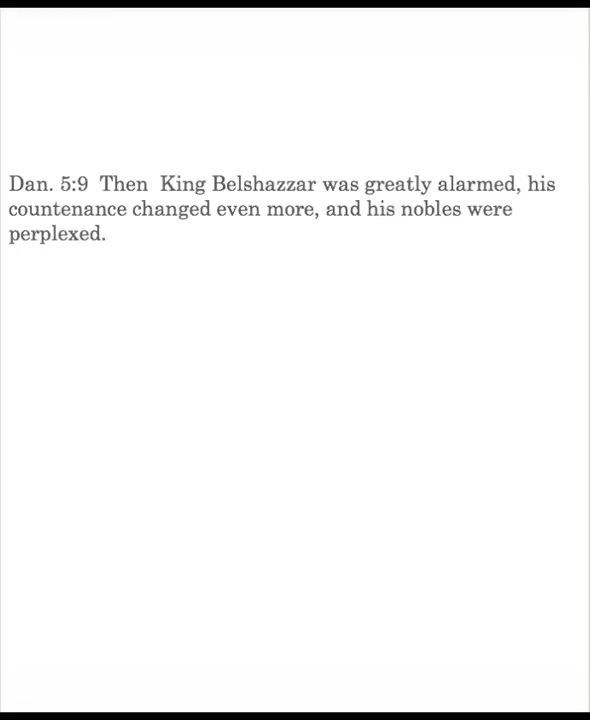 Dan. 5:9  Then  King Belshazzar was greatly alarmed, his
countenance changed even more, and his nobles were
perplexed.